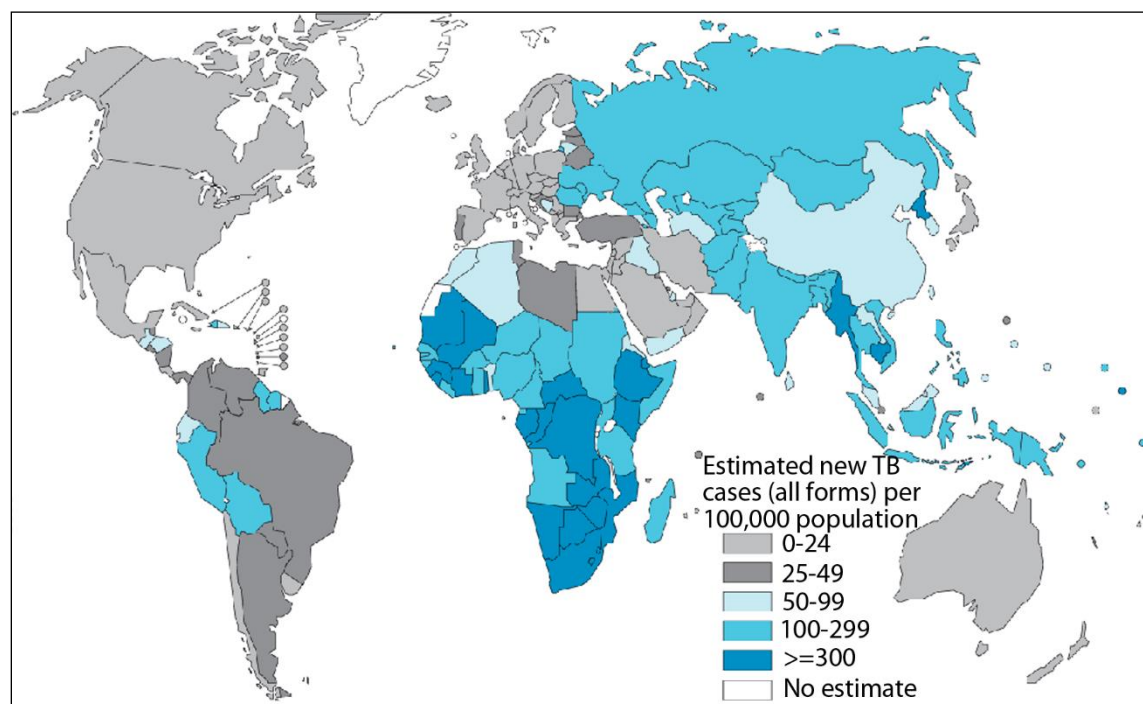 Estimated new TB
cases (all forms) per
100,000 population
0-24
25-49
50-99
100-299
>=300
No estimate